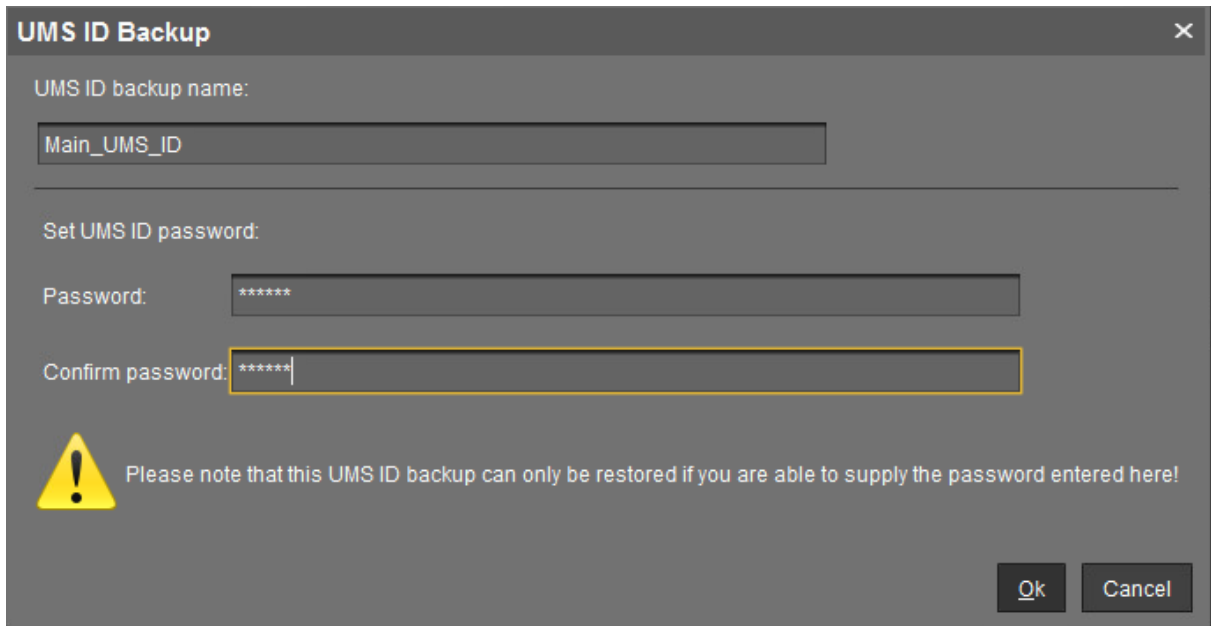 UMS ID Backup
UMS ID backup name:
Main_UMS_ID
Set UMS ID password:
Password: ******
Confirm password: ******
Please note that this UMS ID backup can only be restored if you are able to supply the password entered here!
Ok Cancel